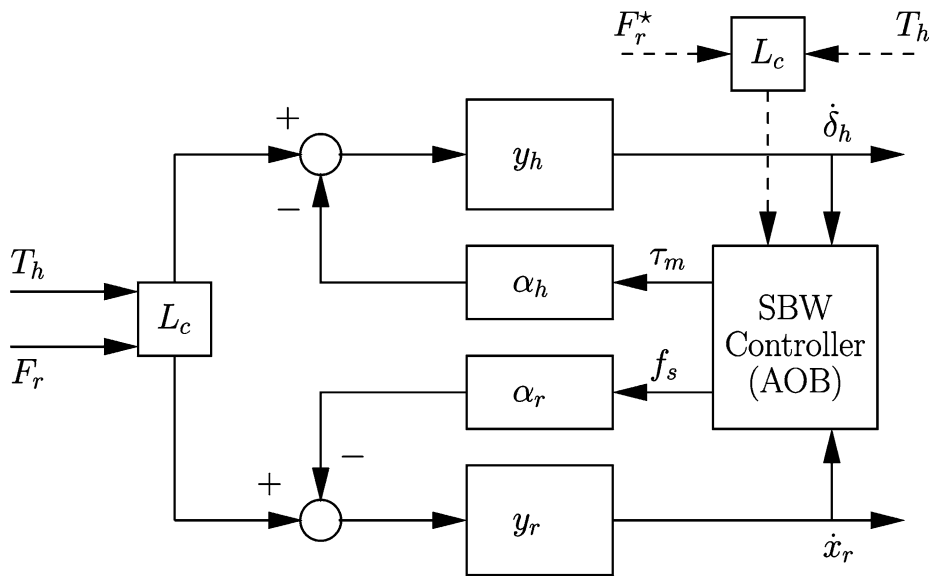 F_r^⋆ L_c T_h
+ y_h δ̇_h
−
T_h α_h τ_m
L_c SBW
Controller
(AOB)
F_r α_r f_s
−
+ y_r ẋ_r